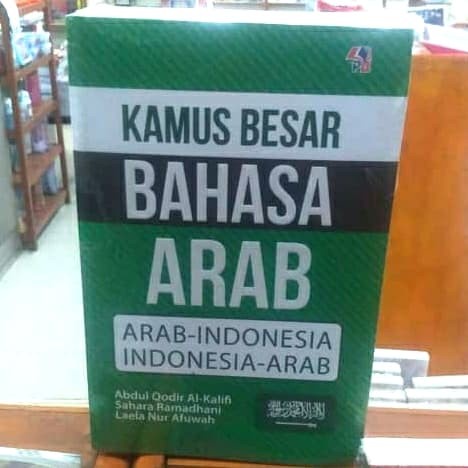 KAMUS BESAR
BAHASA
ARAB
ARAB-INDONESIA
INDONESIA-ARAB
Abdul Qodir Al-Kalifi
Sahara Ramadhani
Laela Nur Afuwah